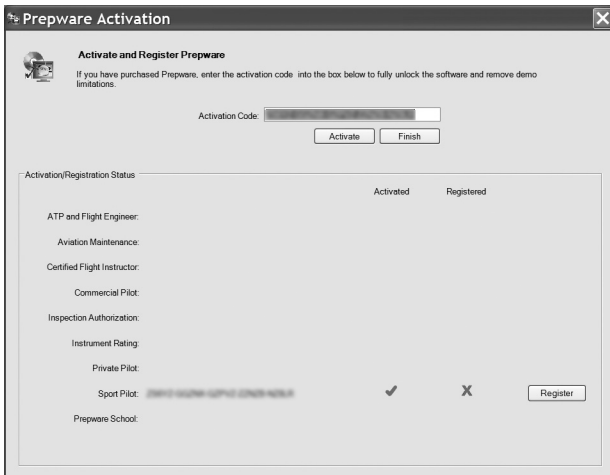 Prepware Activation
Activate and Register Prepware
If you have purchased Prepware, enter the activation code into the box below to fully unlock the software and remove demo
limitations.
Activation Code:
Activate Finish
Activation/Registration Status
Activated Registered
ATP and Flight Engineer:
Aviation Maintenance:
Certified Flight Instructor:
Commercial Pilot:
Inspection Authorization:
Instrument Rating:
Private Pilot:
Sport Pilot: Register
Prepware School: